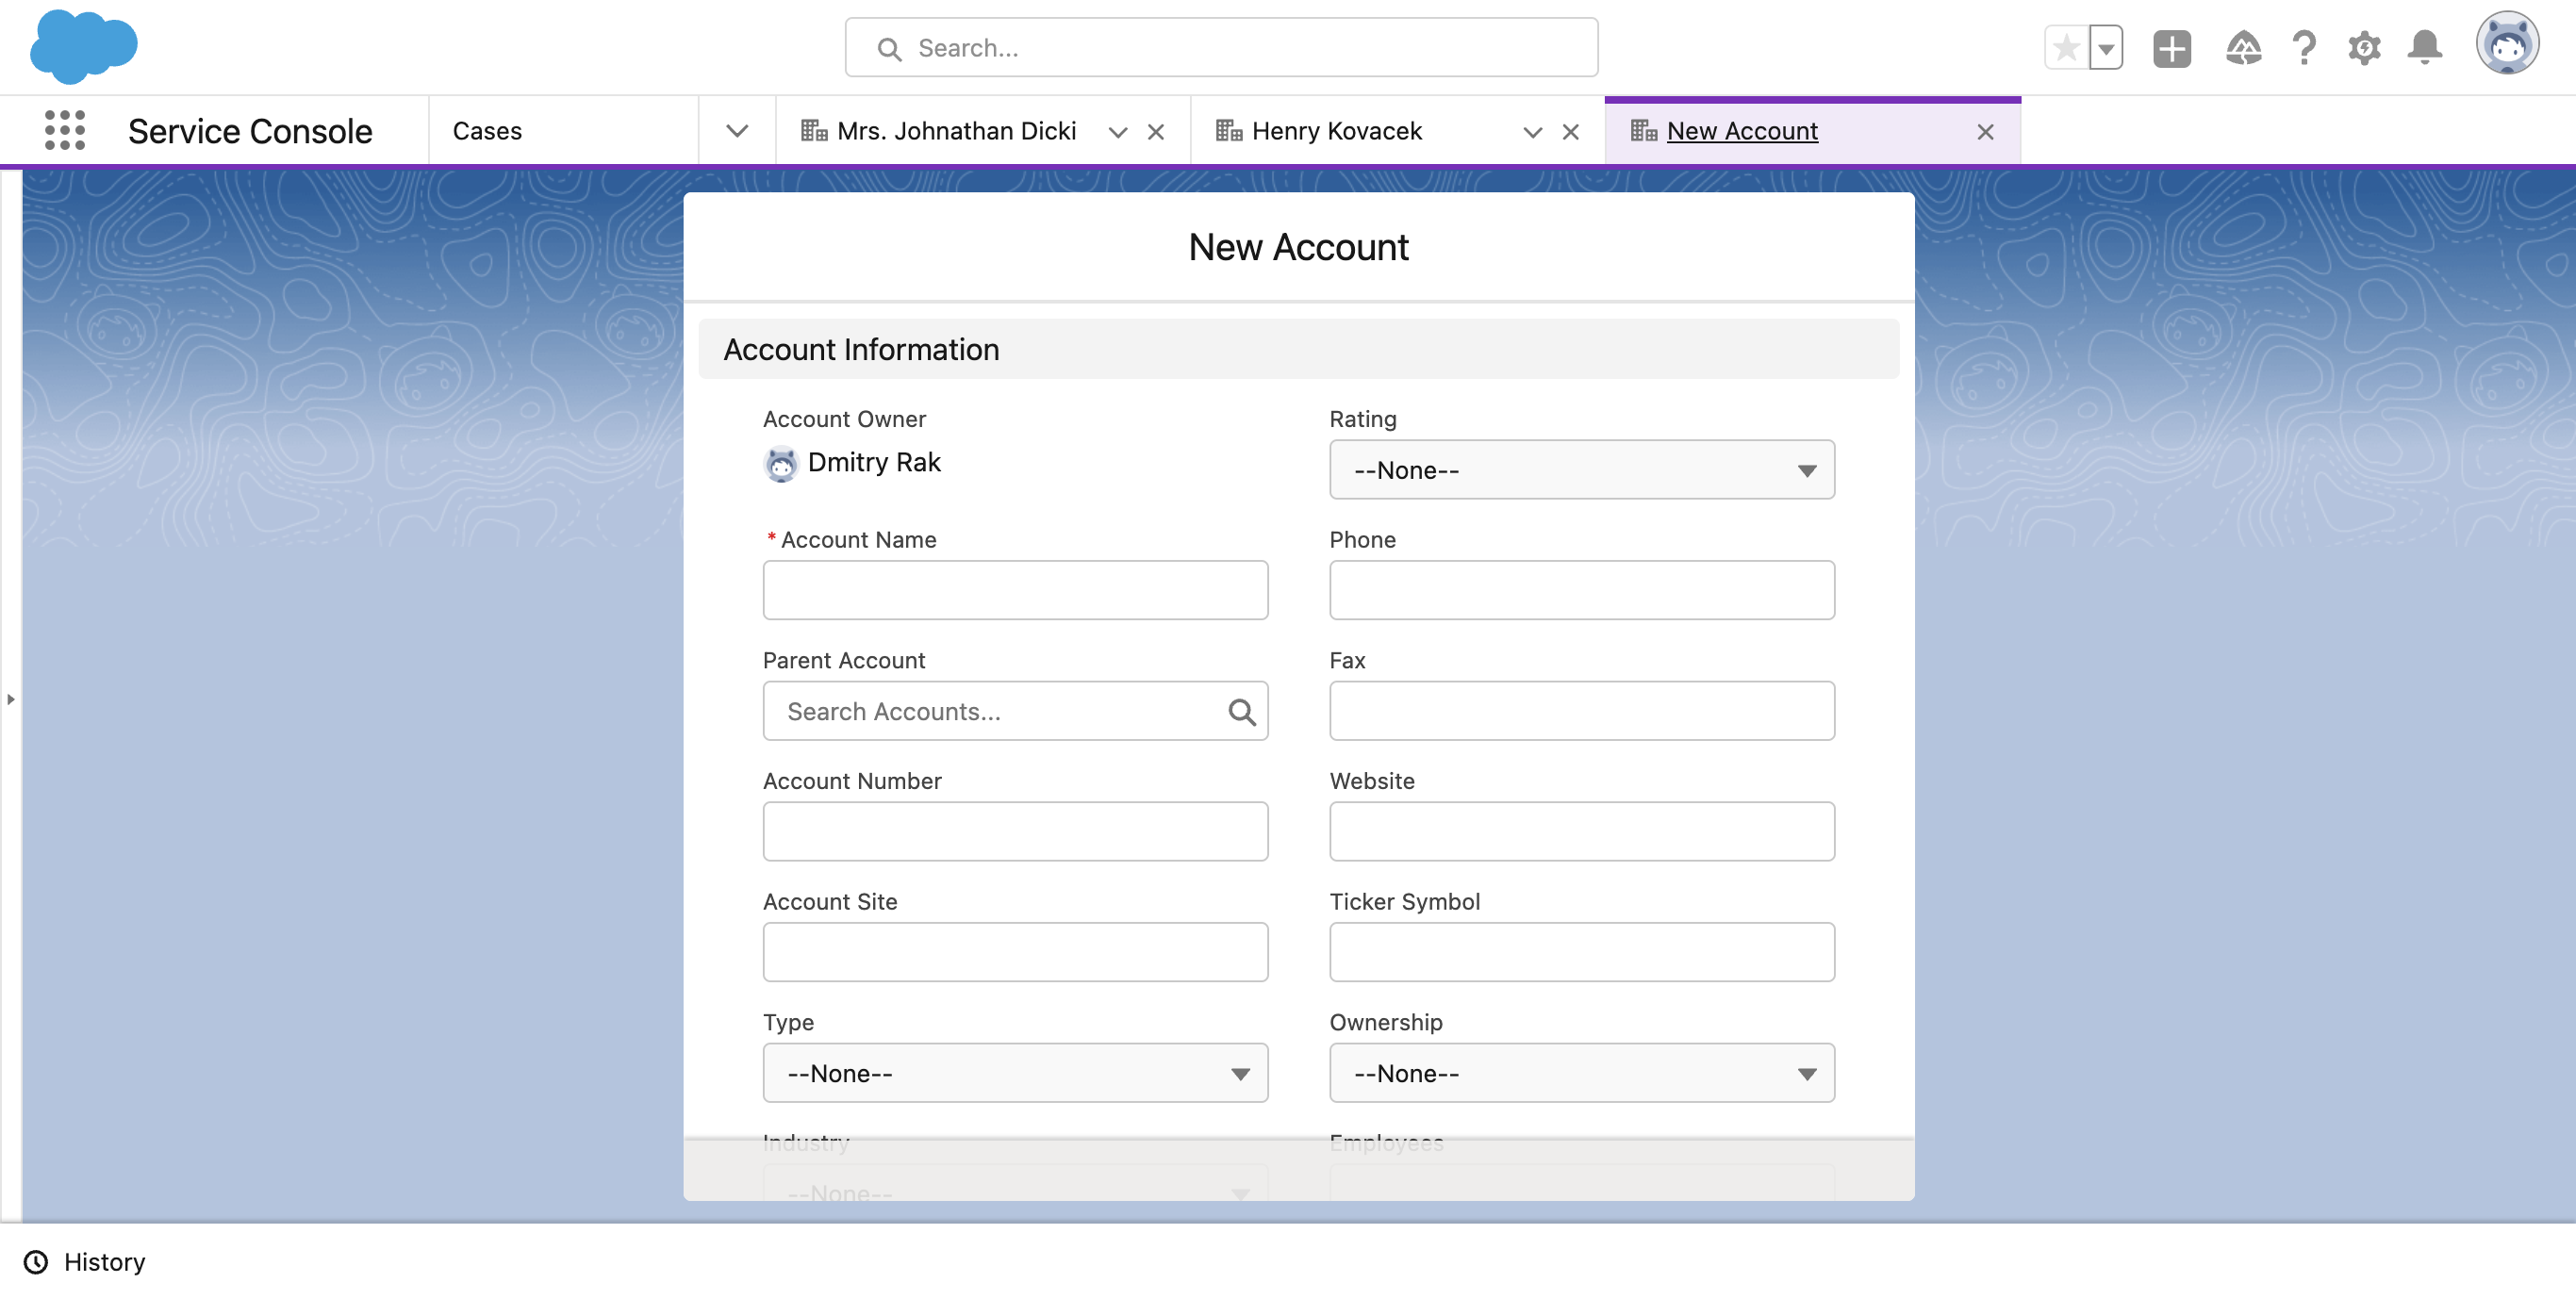 Search...
Service Console
Cases
Mrs. Johnathan Dicki
Henry Kovacek
New Account
New Account
Account Information
Account Owner
Rating
Dmitry Rak
--None--
*Account Name
Phone
Parent Account
Fax
Search Accounts...
Account Number
Website
Account Site
Ticker Symbol
Type
Ownership
--None--
--None--
Industry
Employees
--None--
History